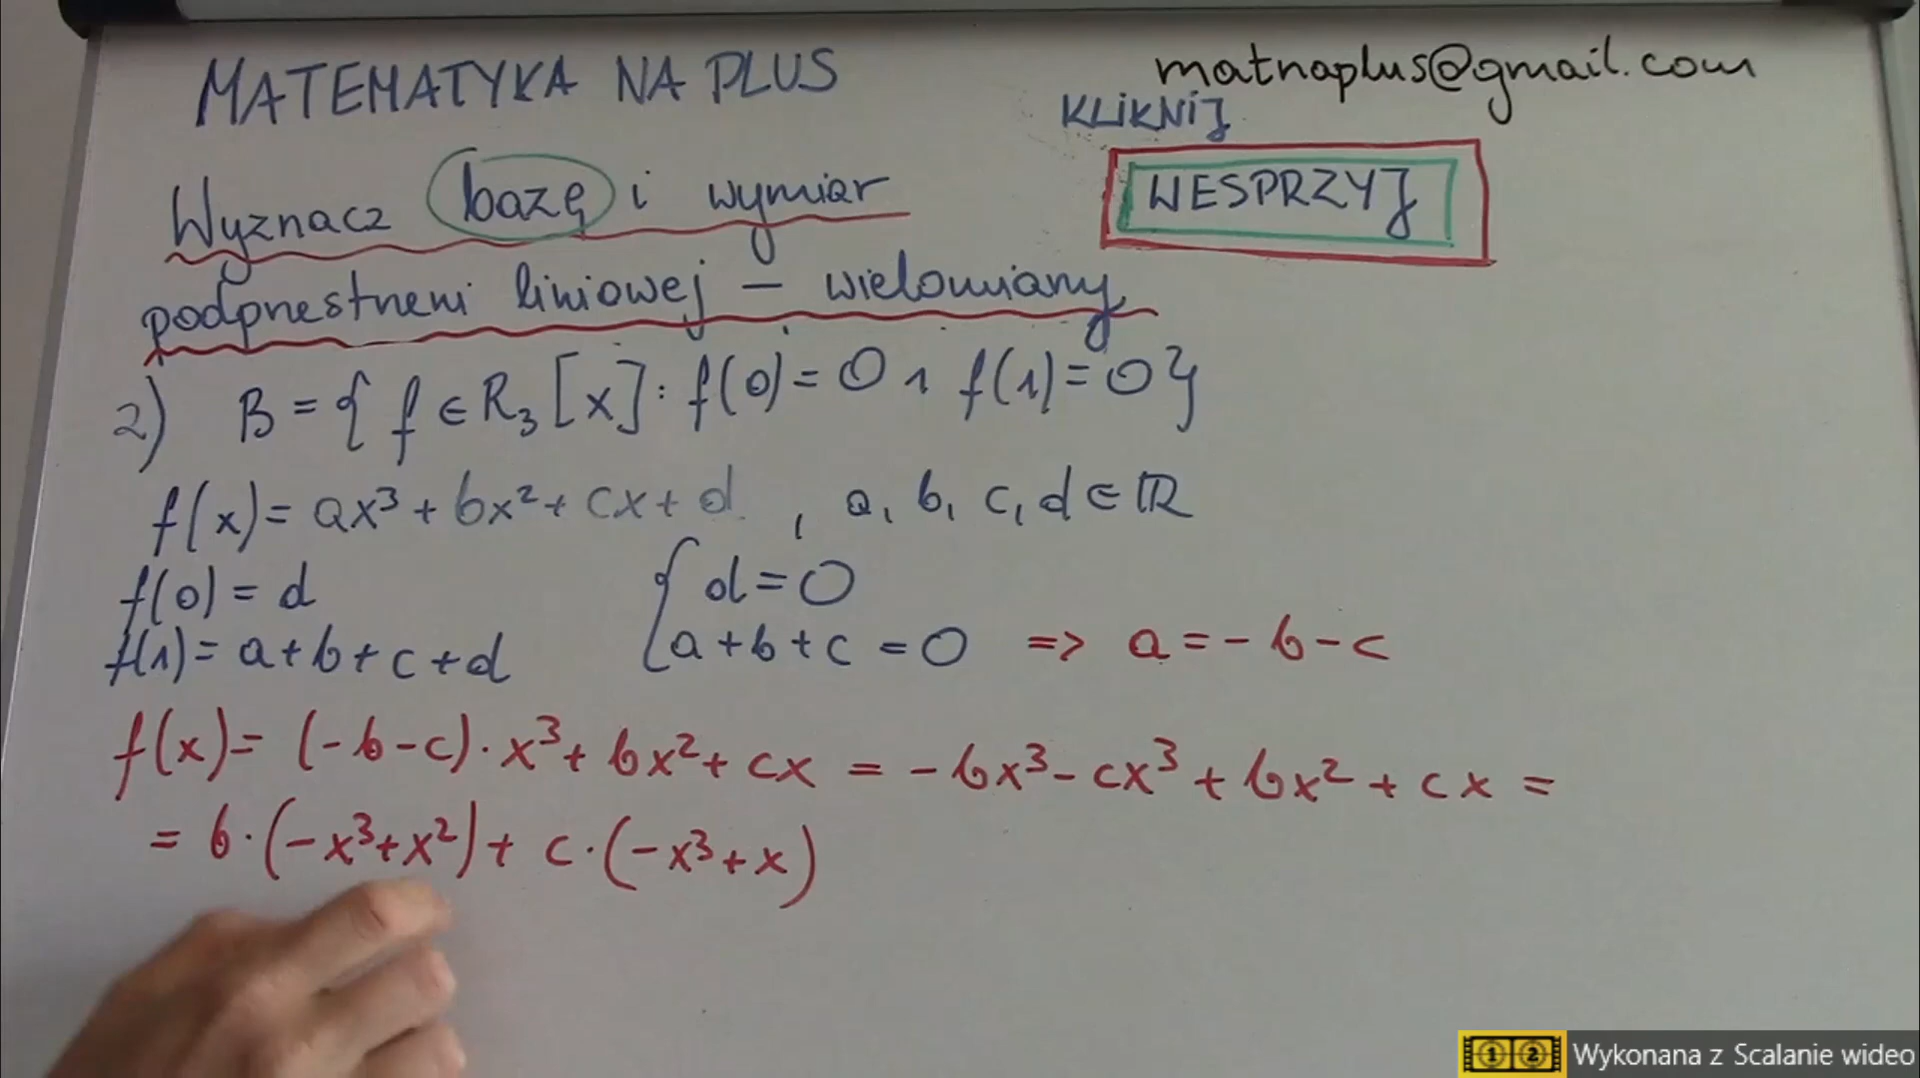 MATEMATYKA NA PLUS
matnaplus@gmail.com
KLIKNIJ
WESPRZYJ
Wyznacz bazę i wymiar
podprzestrzeni liniowej – wielomiany
2) B = { f ∈ R₃[x] : f(0) = 0 ∧ f(1) = 0 }
f(x) = ax³ + bx² + cx + d , a, b, c, d ∈ ℝ
f(0) = d
{ d = 0
f(1) = a + b + c + d
a + b + c = 0 => a = -b - c
f(x) = (-b-c)·x³ + bx² + cx = -bx³ - cx³ + bx² + cx =
= b·(-x³+x²) + c·(-x³+x)
1 2 Wykonana z Scalanie wideo